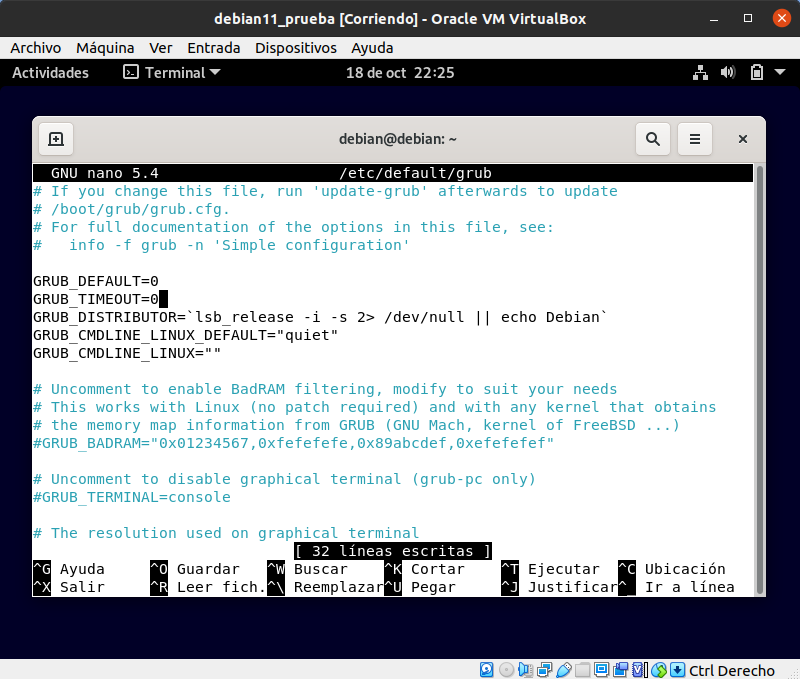 debian11_prueba [Corriendo] - Oracle VM VirtualBox
Archivo Máquina Ver Entrada Dispositivos Ayuda
Actividades Terminal 18 de oct 22:25
debian@debian: ~
GNU nano 5.4 /etc/default/grub
# If you change this file, run 'update-grub' afterwards to update
# /boot/grub/grub.cfg.
# For full documentation of the options in this file, see:
#   info -f grub -n 'Simple configuration'
GRUB_DEFAULT=0
GRUB_TIMEOUT=0
GRUB_DISTRIBUTOR=`lsb_release -i -s 2> /dev/null || echo Debian`
GRUB_CMDLINE_LINUX_DEFAULT="quiet"
GRUB_CMDLINE_LINUX=""
# Uncomment to enable BadRAM filtering, modify to suit your needs
# This works with Linux (no patch required) and with any kernel that obtains
# the memory map information from GRUB (GNU Mach, kernel of FreeBSD ...)
#GRUB_BADRAM="0x01234567,0xfefefefe,0x89abcdef,0xefefefef"
# Uncomment to disable graphical terminal (grub-pc only)
#GRUB_TERMINAL=console
# The resolution used on graphical terminal
[ 32 líneas escritas ]
^G Ayuda ^O Guardar ^W Buscar ^K Cortar ^T Ejecutar ^C Ubicación
^X Salir ^R Leer fich. ^\ Reemplazar ^U Pegar ^J Justificar ^_ Ir a línea
Ctrl Derecho